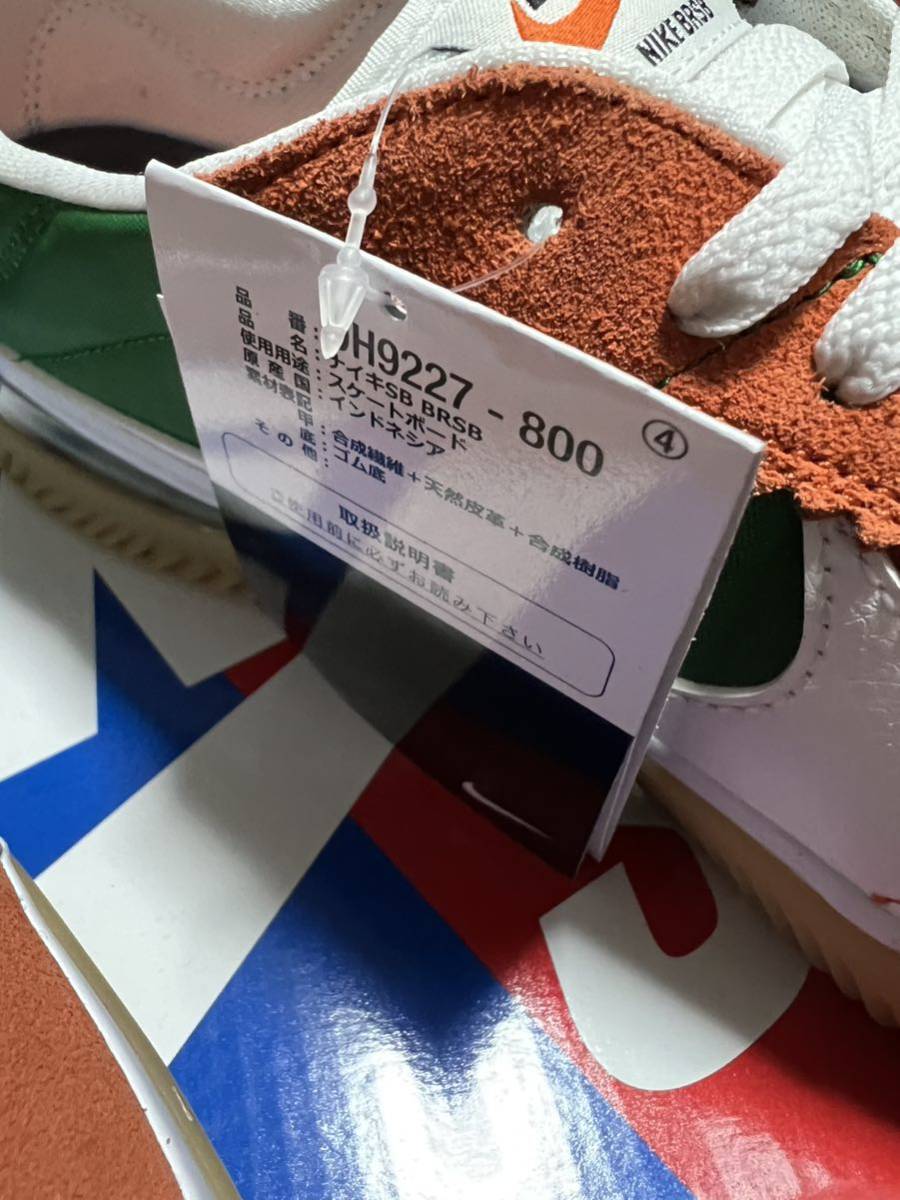 NIKE BRSB
品　　番：DH9227 - 800
品　　名：ナイキSB BRSB
使用用途：スケートボード
原 産 国：インドネシア
素材表記
甲：合成繊維＋天然皮革＋合成樹脂
底：ゴム底
その他：
④
取扱説明書
ご使用前に必ずお読み下さい